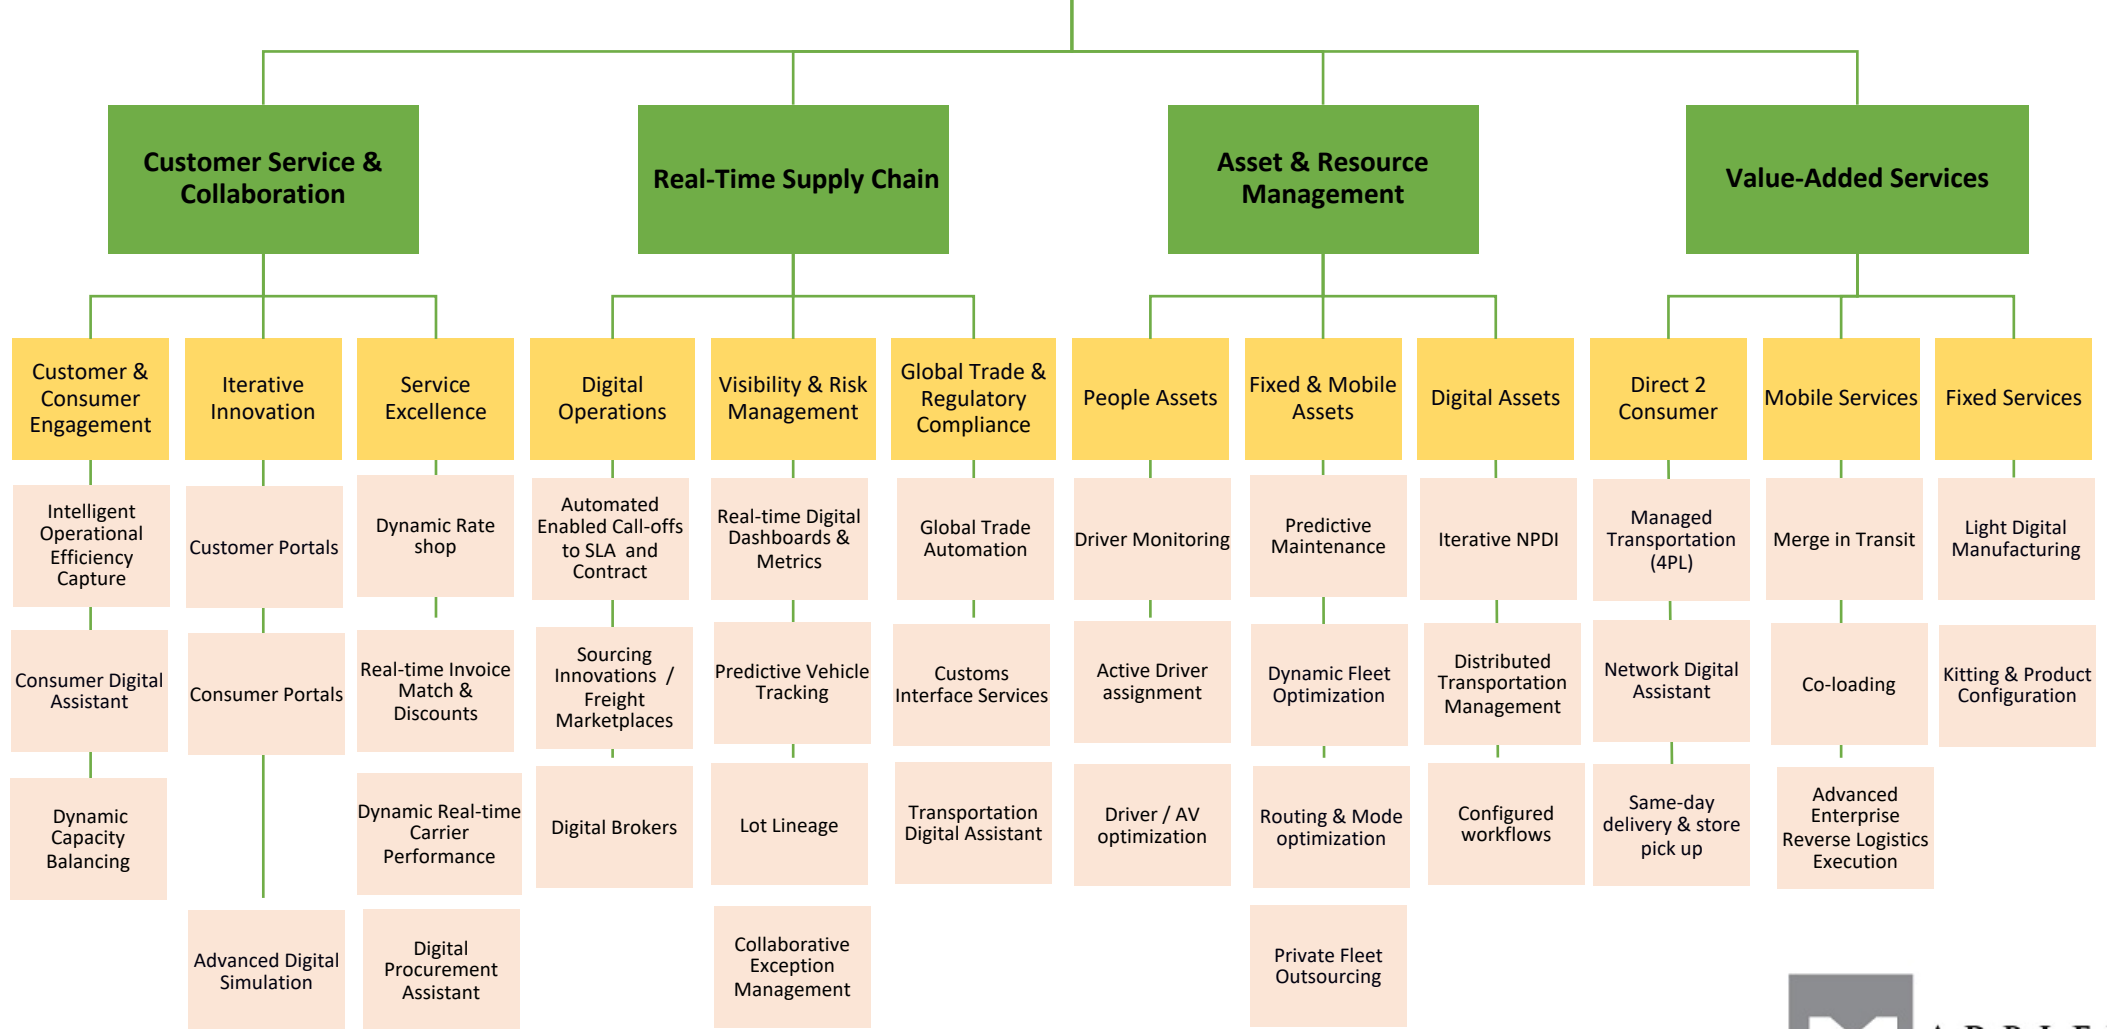 Customer Service &
Collaboration
Real-Time Supply Chain
Asset & Resource
Management
Value-Added Services
Customer &
Consumer
Engagement
Iterative
Innovation
Service
Excellence
Digital
Operations
Visibility & Risk
Management
Global Trade &
Regulatory
Compliance
People Assets
Fixed & Mobile
Assets
Digital Assets
Direct 2
Consumer
Mobile Services
Fixed Services
Intelligent
Operational
Efficiency
Capture
Customer Portals
Dynamic Rate
shop
Automated
Enabled Call-offs
to SLA and
Contract
Real-time Digital
Dashboards &
Metrics
Global Trade
Automation
Driver Monitoring
Predictive
Maintenance
Iterative NPDI
Managed
Transportation
(4PL)
Merge in Transit
Light Digital
Manufacturing
Consumer Digital
Assistant
Consumer Portals
Real-time Invoice
Match &
Discounts
Sourcing
Innovations /
Freight
Marketplaces
Predictive Vehicle
Tracking
Customs
Interface Services
Active Driver
assignment
Dynamic Fleet
Optimization
Distributed
Transportation
Management
Network Digital
Assistant
Co-loading
Kitting & Product
Configuration
Dynamic
Capacity
Balancing
Dynamic Real-time
Carrier
Performance
Digital Brokers
Lot Lineage
Transportation
Digital Assistant
Driver / AV
optimization
Routing & Mode
optimization
Configured
workflows
Same-day
delivery & store
pick up
Advanced
Enterprise
Reverse Logistics
Execution
Advanced Digital
Simulation
Digital
Procurement
Assistant
Collaborative
Exception
Management
Private Fleet
Outsourcing